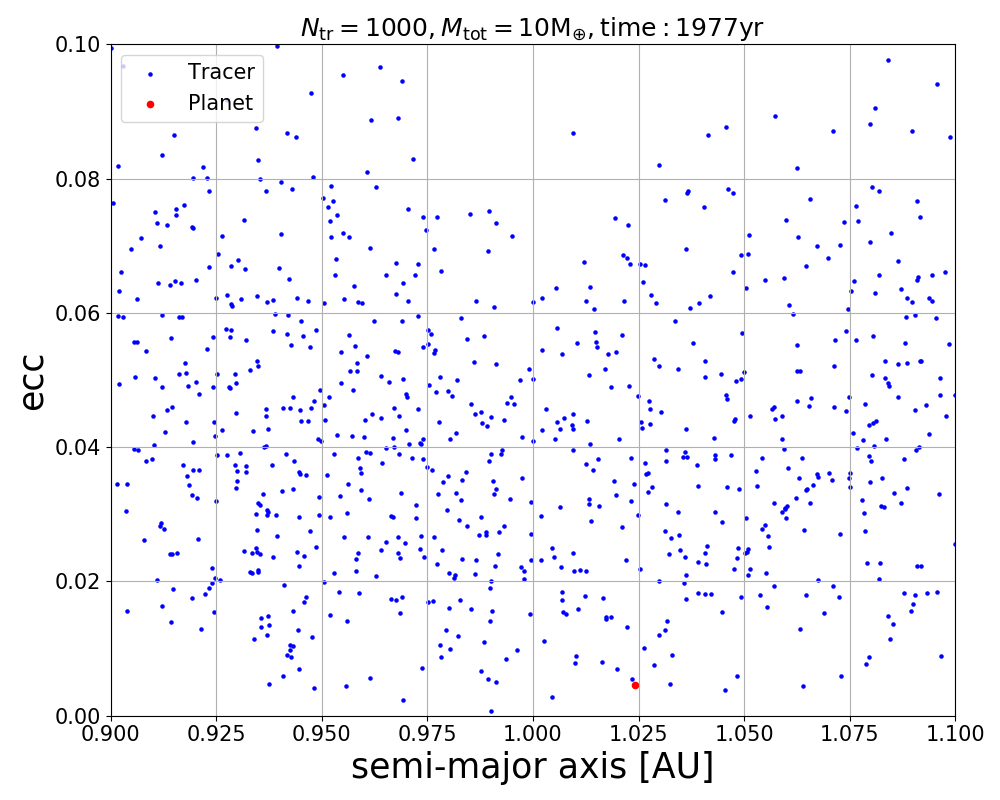 N_tr = 1000, M_tot = 10M_⊕, time : 1977yr
0.10
Tracer
Planet
0.08
0.06
ecc
0.04
0.02
0.00
0.900 0.925 0.950 0.975 1.000 1.025 1.050 1.075 1.100
semi-major axis [AU]